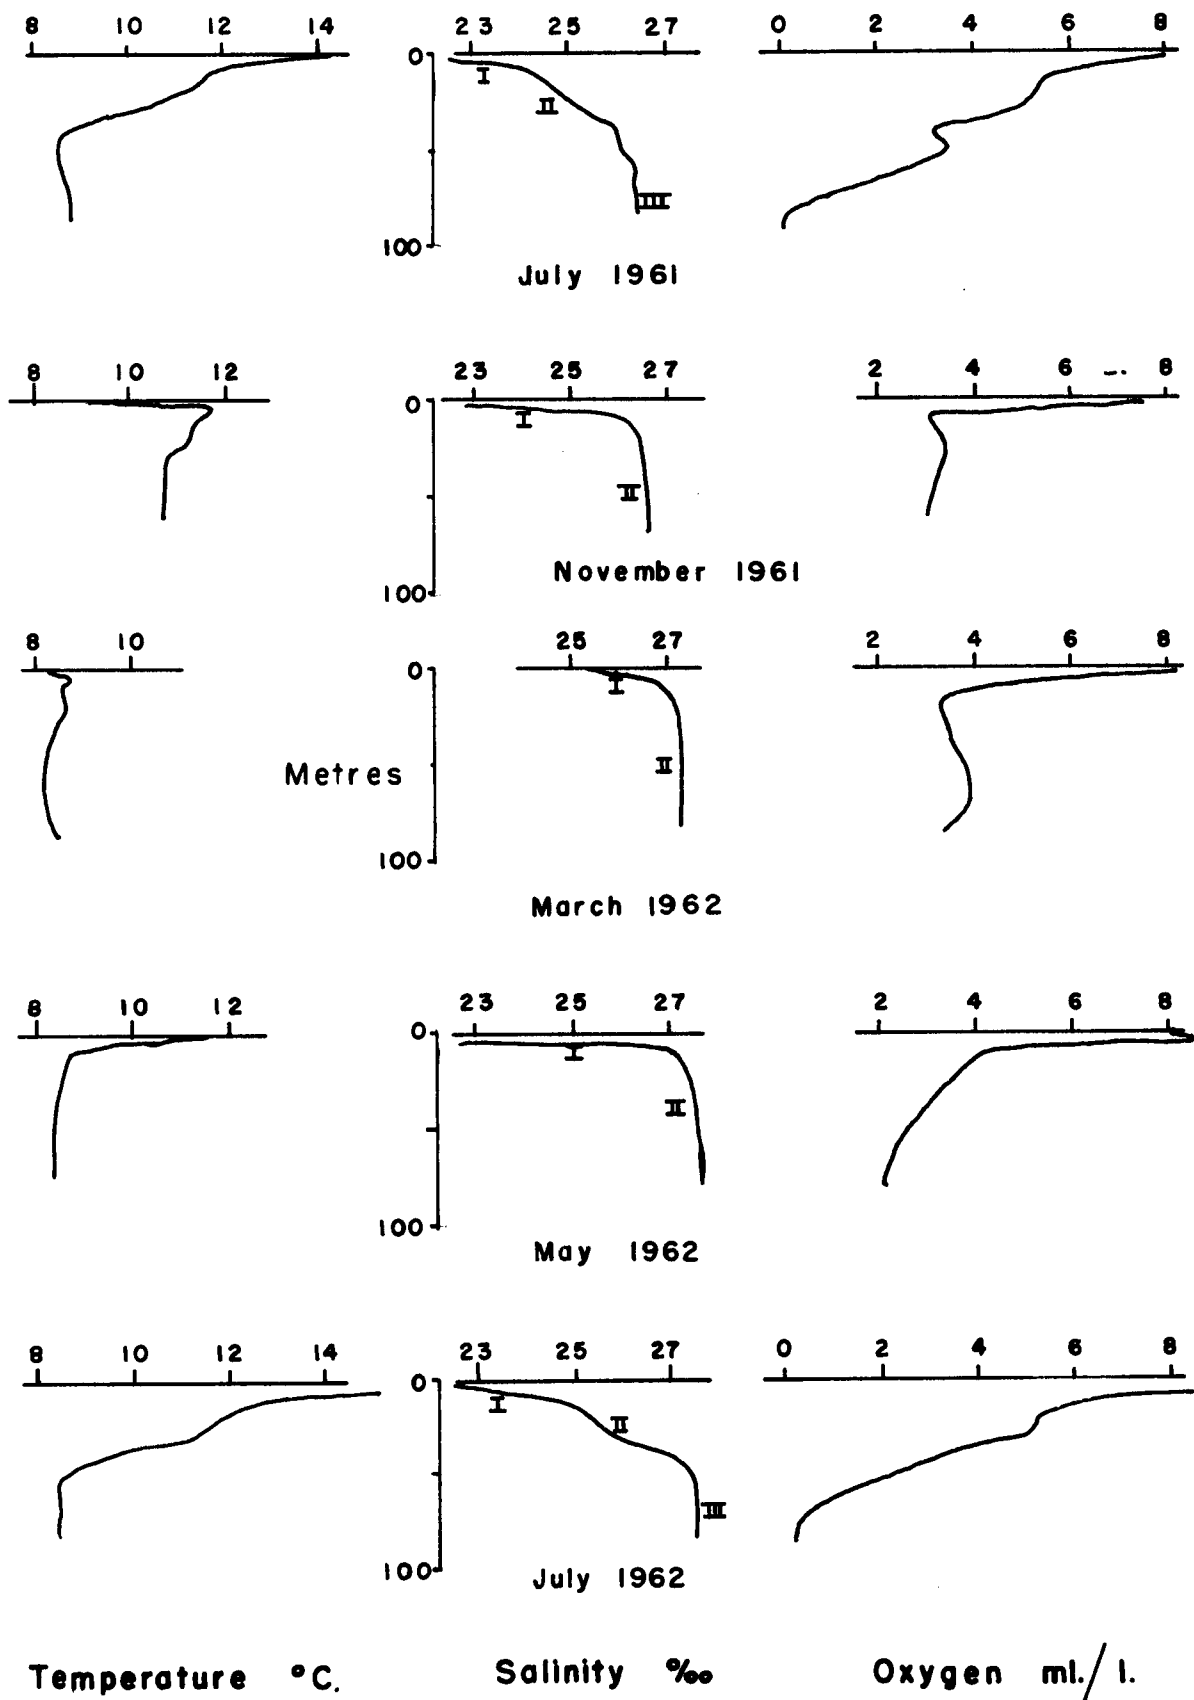 8 10 12 14 23 25 27 0 2 4 6 8
0
I
II
III
100
July 1961
8 10 12 23 25 27 2 4 6 8
0
I
II
November 1961
100
8 10 25 27 2 4 6 8
0
I
Metres II
100
March 1962
8 10 12 23 25 27 2 4 6 8
0
I
II
100
May 1962
8 10 12 14 23 25 27 0 2 4 6 8
0
I
II
III
100
July 1962
Temperature °C. Salinity ‰ Oxygen ml./l.